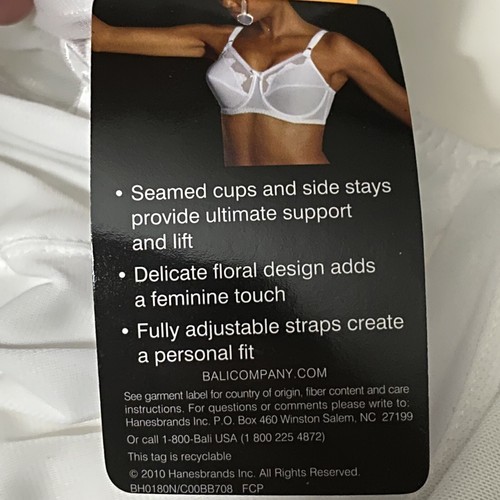 • Seamed cups and side stays
provide ultimate support
and lift
• Delicate floral design adds
a feminine touch
• Fully adjustable straps create
a personal fit
BALICOMPANY.COM
See garment label for country of origin, fiber content and care
instructions. For questions or comments please write to:
Hanesbrands Inc. P.O. Box 460 Winston Salem, NC 27199
Or call 1-800-Bali USA (1 800 225 4872)
This tag is recyclable
© 2010 Hanesbrands Inc. All Rights Reserved.
BH0180N/C00BB708 FCP